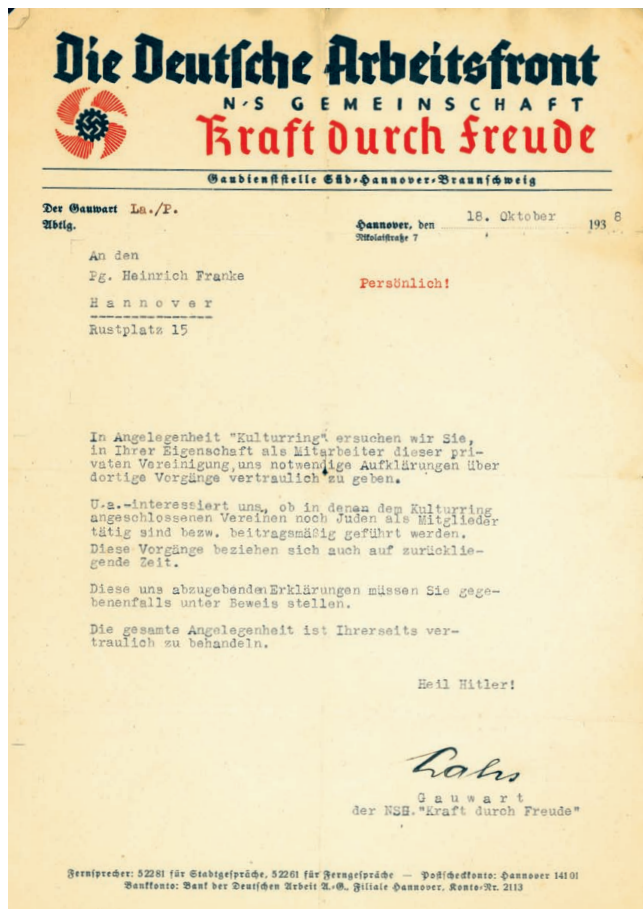 Die Deutsche Arbeitsfront
N·S GEMEINSCHAFT
Kraft durch Freude
Gaudienststelle Süd-Hannover-Braunschweig
Der Gauwart La./P.
Abtlg.
Hannover, den 18. Oktober 1938
Nikolaistraße 7
An den
Pg. Heinrich Franke
Persönlich!
Hannover
Rustplatz 15
In Angelegenheit "Kulturring" ersuchen wir Sie,
in Ihrer Eigenschaft als Mitarbeiter dieser pri-
vaten Vereinigung,uns notwendige Aufklärungen über
dortige Vorgänge vertraulich zu geben.
U.a.-interessiert uns, ob in denen dem Kulturring
angeschlossenen Vereinen noch Juden als Mitglieder
tätig sind bezw. beitragsmäßig geführt werden.
Diese Vorgänge beziehen sich auch auf zurücklie-
gende Zeit.
Diese uns abzugebenden Erklärungen müssen Sie gege-
benenfalls unter Beweis stellen.
Die gesamte Angelegenheit ist Ihrerseits ver-
traulich zu behandeln.
Heil Hitler!
Lahs
Gauwart
der NSG."Kraft durch Freude"
Fernsprecher: 52281 für Stadtgespräche, 52261 für Ferngespräche — Postscheckkonto: Hannover 14101
Bankkonto: Bank der Deutschen Arbeit A.-G., Filiale Hannover, Konto-Nr. 2113